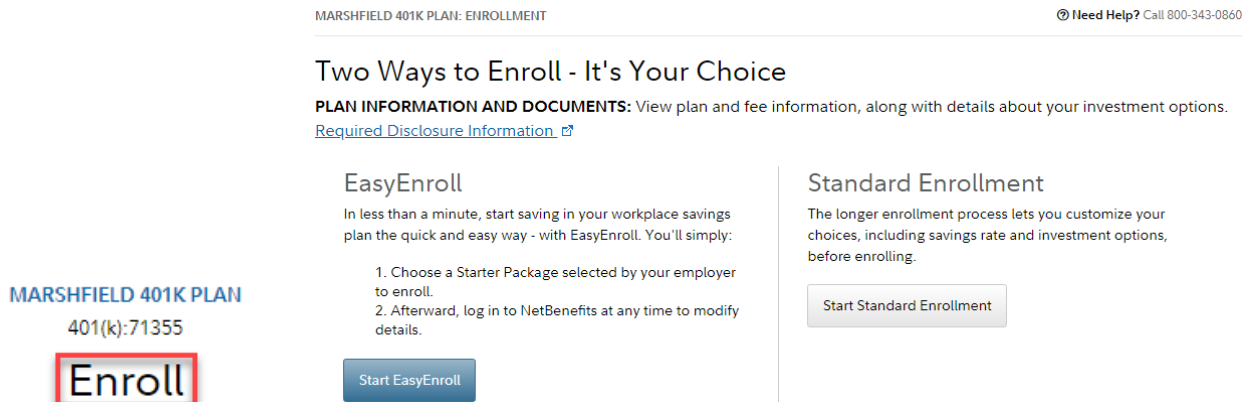 MARSHFIELD 401K PLAN: ENROLLMENT
Need Help? Call 800-343-0860
Two Ways to Enroll - It's Your Choice
PLAN INFORMATION AND DOCUMENTS: View plan and fee information, along with details about your investment options.
Required Disclosure Information
EasyEnroll
In less than a minute, start saving in your workplace savings
plan the quick and easy way - with EasyEnroll. You'll simply:
1. Choose a Starter Package selected by your employer
to enroll.
2. Afterward, log in to NetBenefits at any time to modify
details.
Start EasyEnroll
Standard Enrollment
The longer enrollment process lets you customize your
choices, including savings rate and investment options,
before enrolling.
Start Standard Enrollment
MARSHFIELD 401K PLAN
401(k):71355
Enroll